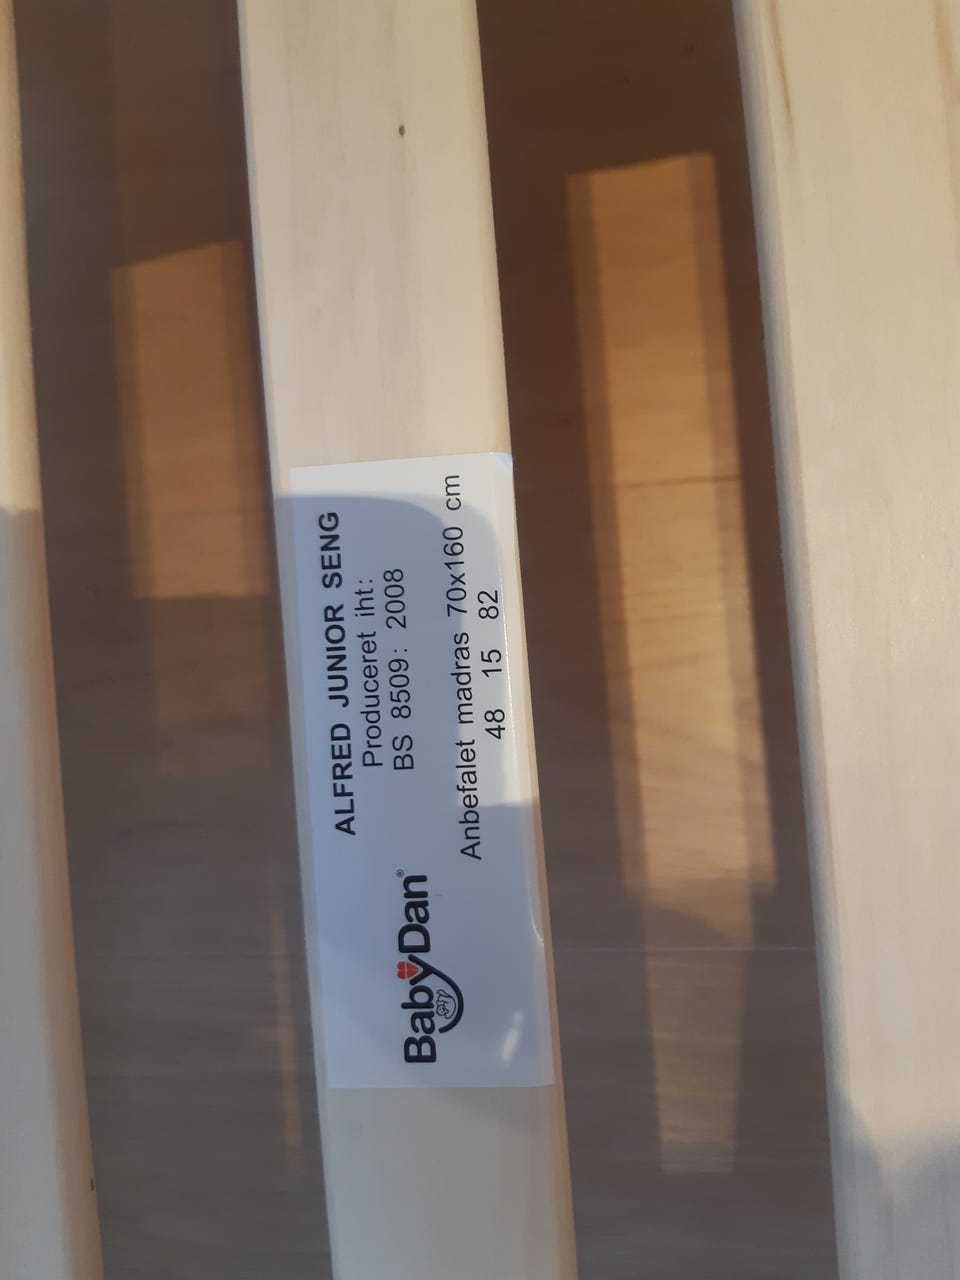 ALFRED JUNIOR SENG
Produceret iht:
BS 8509: 2008
BabyDan®
Anbefalet madras 70x160 cm
48 15 82